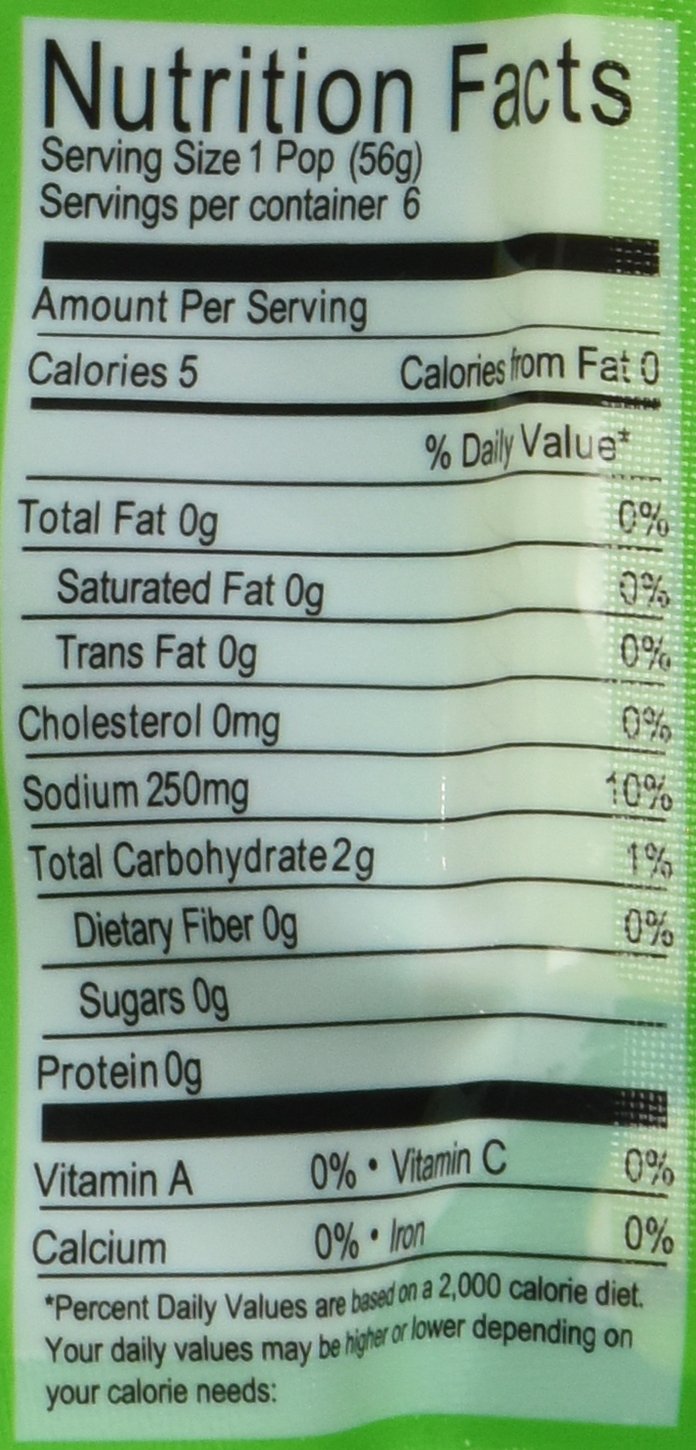 Nutrition Facts
Serving Size 1 Pop (56g)
Servings per container 6
Amount Per Serving
Calories 5 Calories from Fat 0
% Daily Value*
Total Fat 0g 0%
Saturated Fat 0g 0%
Trans Fat 0g 0%
Cholesterol 0mg 0%
Sodium 250mg 10%
Total Carbohydrate 2g 1%
Dietary Fiber 0g 0%
Sugars 0g
Protein 0g
Vitamin A 0% • Vitamin C 0%
Calcium 0% • Iron 0%
*Percent Daily Values are based on a 2,000 calorie diet.
Your daily values may be higher or lower depending on
your calorie needs: